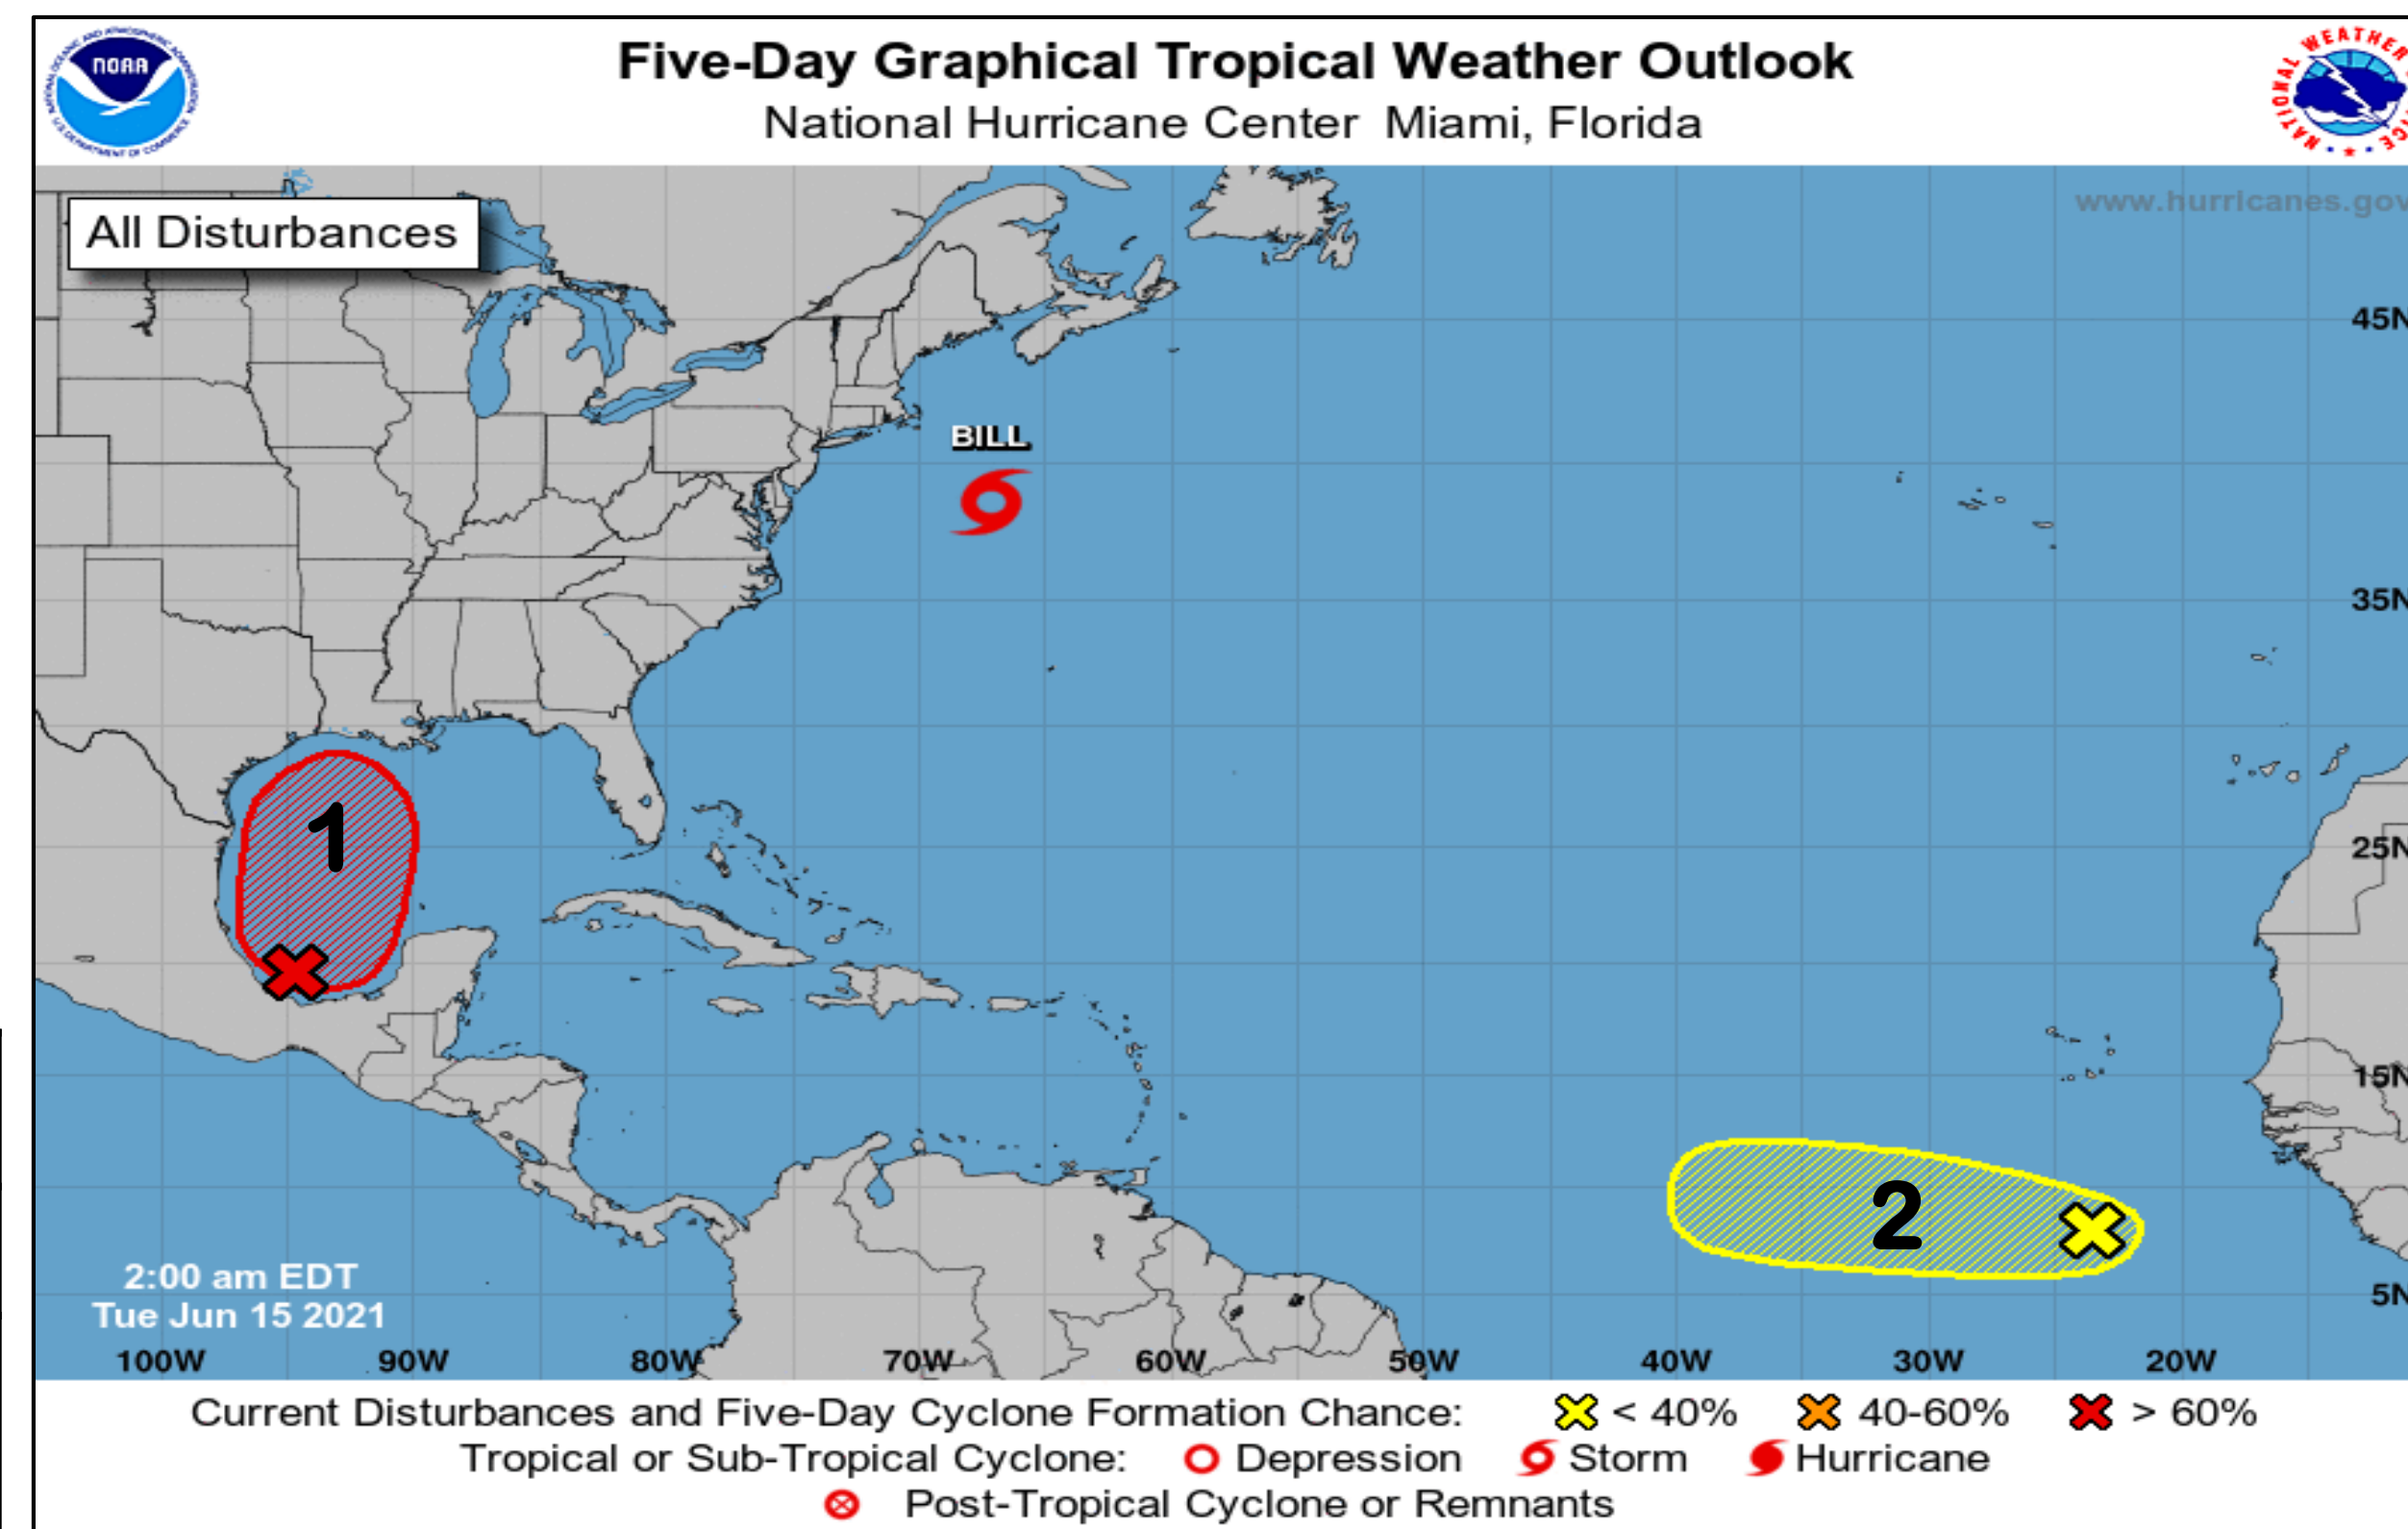 NOAA
Five-Day Graphical Tropical Weather Outlook
National Hurricane Center Miami, Florida
NATIONAL WEATHER
All Disturbances
www.hurricanes.gov
45N
BILL
35N
1
25N
15N
2
2:00 am EDT
Tue Jun 15 2021
5N
100W 90W 80W 70W 60W 50W 40W 30W 20W
Current Disturbances and Five-Day Cyclone Formation Chance: < 40% 40-60% > 60%
Tropical or Sub-Tropical Cyclone: Depression Storm Hurricane
Post-Tropical Cyclone or Remnants